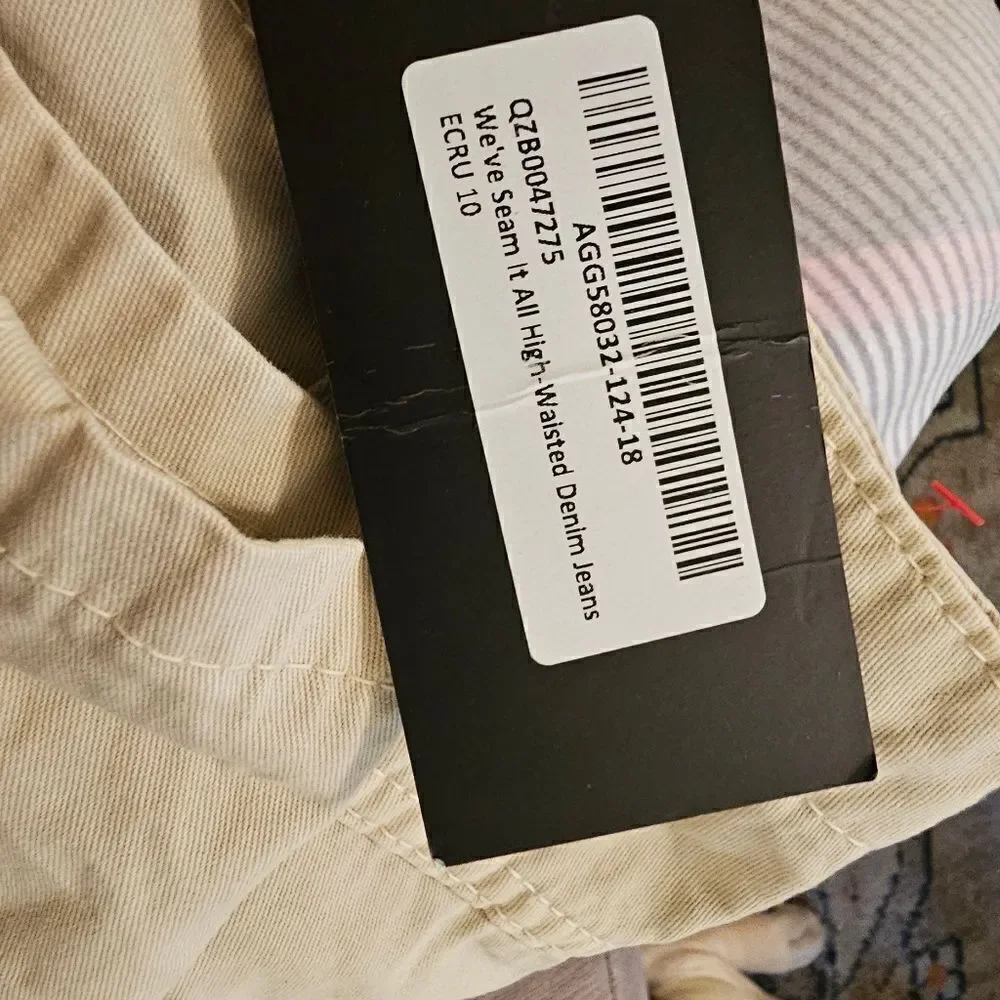 AGG58032-124-18
QZB0047275
We've Seam It All High-Waisted Denim Jeans
ECRU 10